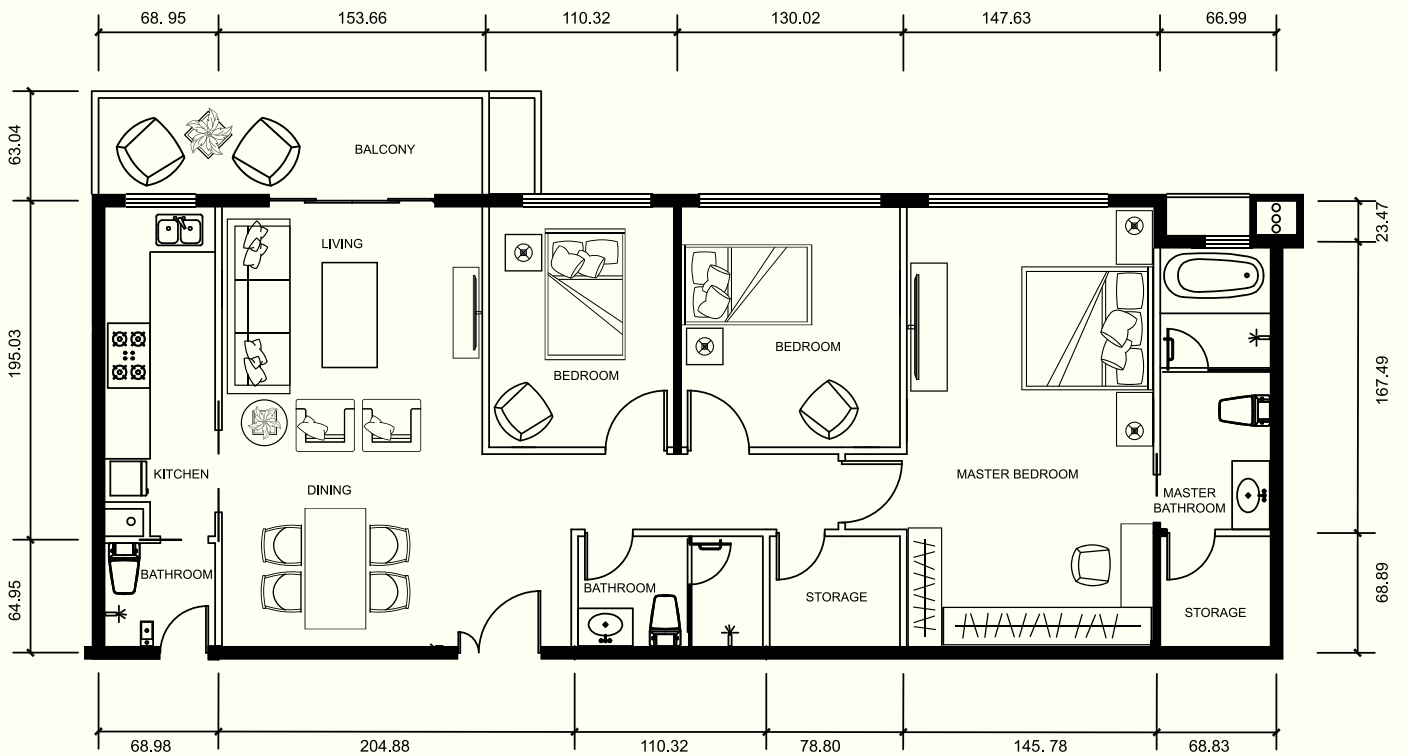 68. 95
153.66
110.32
130.02
147.63
66.99
63.04
BALCONY
195.03
23.47
LIVING
BEDROOM
BEDROOM
167.49
KITCHEN
DINING
MASTER BEDROOM
MASTER
BATHROOM
64.95
BATHROOM
BATHROOM
STORAGE
STORAGE
68.89
68.98
204.88
110.32
78.80
145. 78
68.83